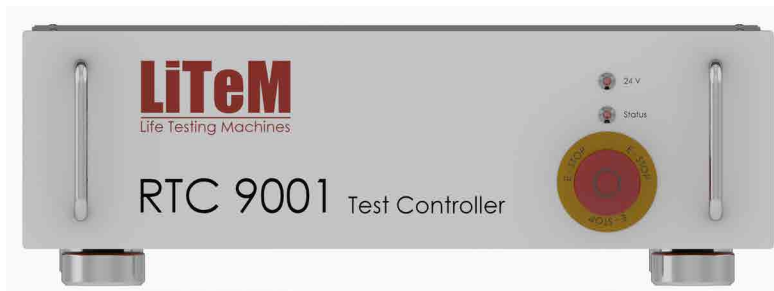 LiTeM
Life Testing Machines
RTC 9001 Test Controller
24 V
Status
E - STOP
E - STOP
E - STOP